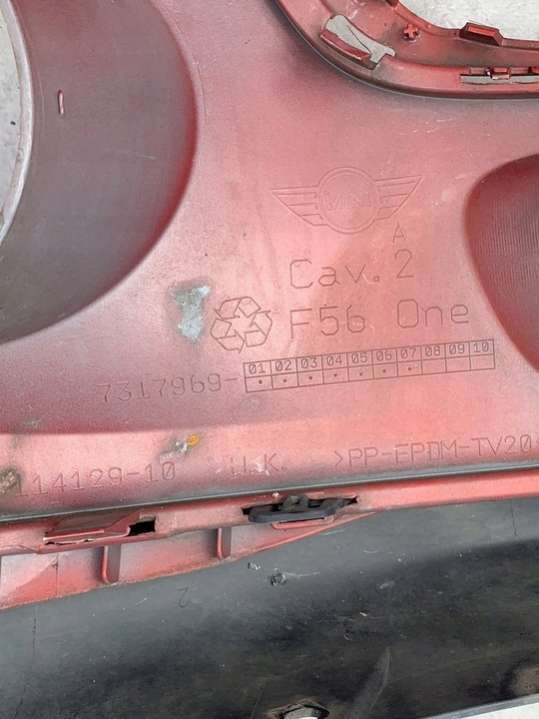 MINI
A
Cav. 2
F56 One
7317969- 01 02 03 04 05 06 07 08 09 10
114129-10 U.K. >PP-EPDM-TV20
2